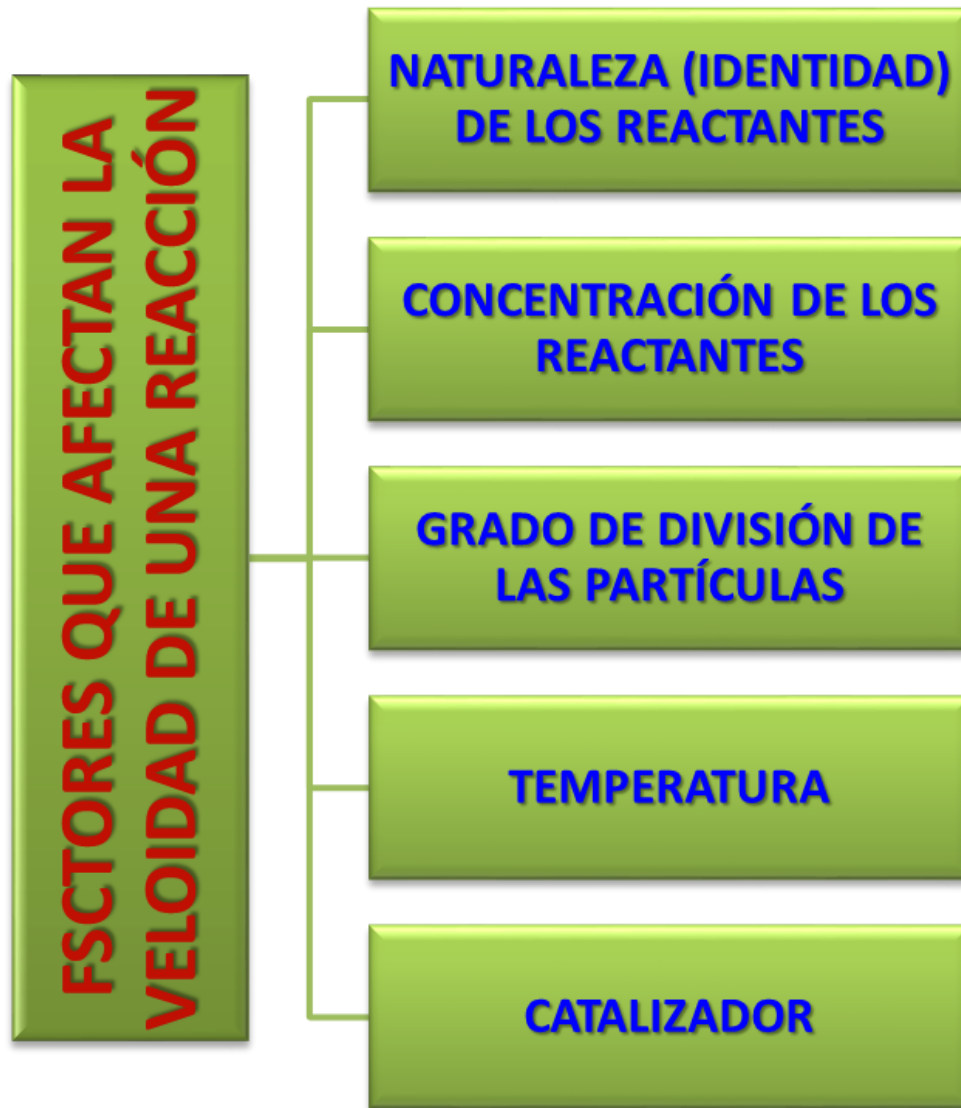 FSCTORES QUE AFECTAN LA
VELOIDAD DE UNA REACCIÓN
NATURALEZA (IDENTIDAD)
DE LOS REACTANTES
CONCENTRACIÓN DE LOS
REACTANTES
GRADO DE DIVISIÓN DE
LAS PARTÍCULAS
TEMPERATURA
CATALIZADOR